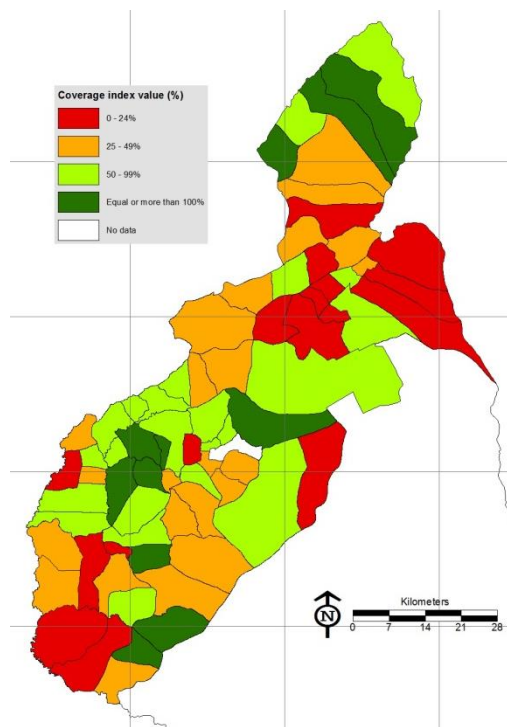 Coverage index value (%)
0 - 24%
25 - 49%
50 - 99%
Equal or more than 100%
No data
N
Kilometers
0 7 14 21 28